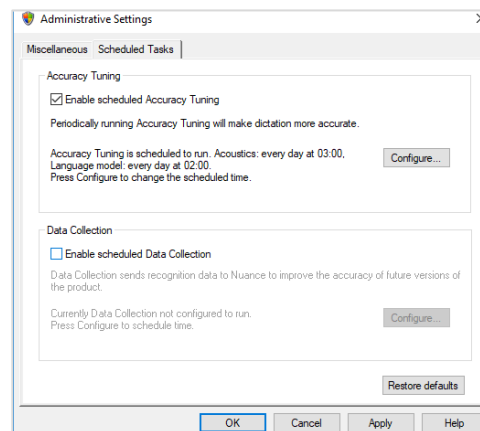 Administrative Settings
Miscellaneous Scheduled Tasks
Accuracy Tuning
Enable scheduled Accuracy Tuning
Periodically running Accuracy Tuning will make dictation more accurate.
Accuracy Tuning is scheduled to run. Acoustics: every day at 03:00,
Language model: every day at 02:00.
Press Configure to change the scheduled time.
Configure...
Data Collection
Enable scheduled Data Collection
Data Collection sends recognition data to Nuance to improve the accuracy of future versions of
the product.
Currently Data Collection not configured to run.
Press Configure to schedule time.
Configure...
Restore defaults
OK Cancel Apply Help